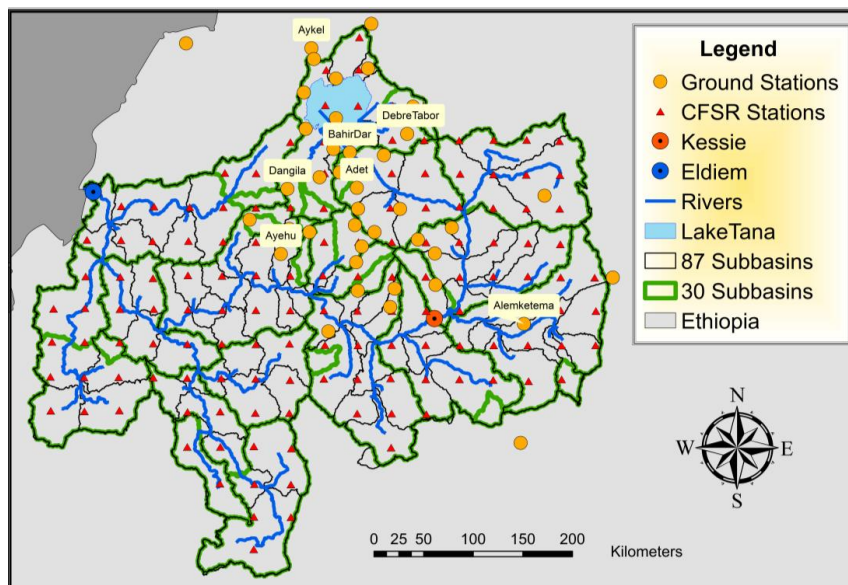 Aykel
DebreTabor
BahirDar
Dangila
Adet
Ayehu
Alemketema
Legend
Ground Stations
CFSR Stations
Kessie
Eldiem
Rivers
LakeTana
87 Subbasins
30 Subbasins
Ethiopia
N
W E
S
0 25 50 100 150 200
Kilometers